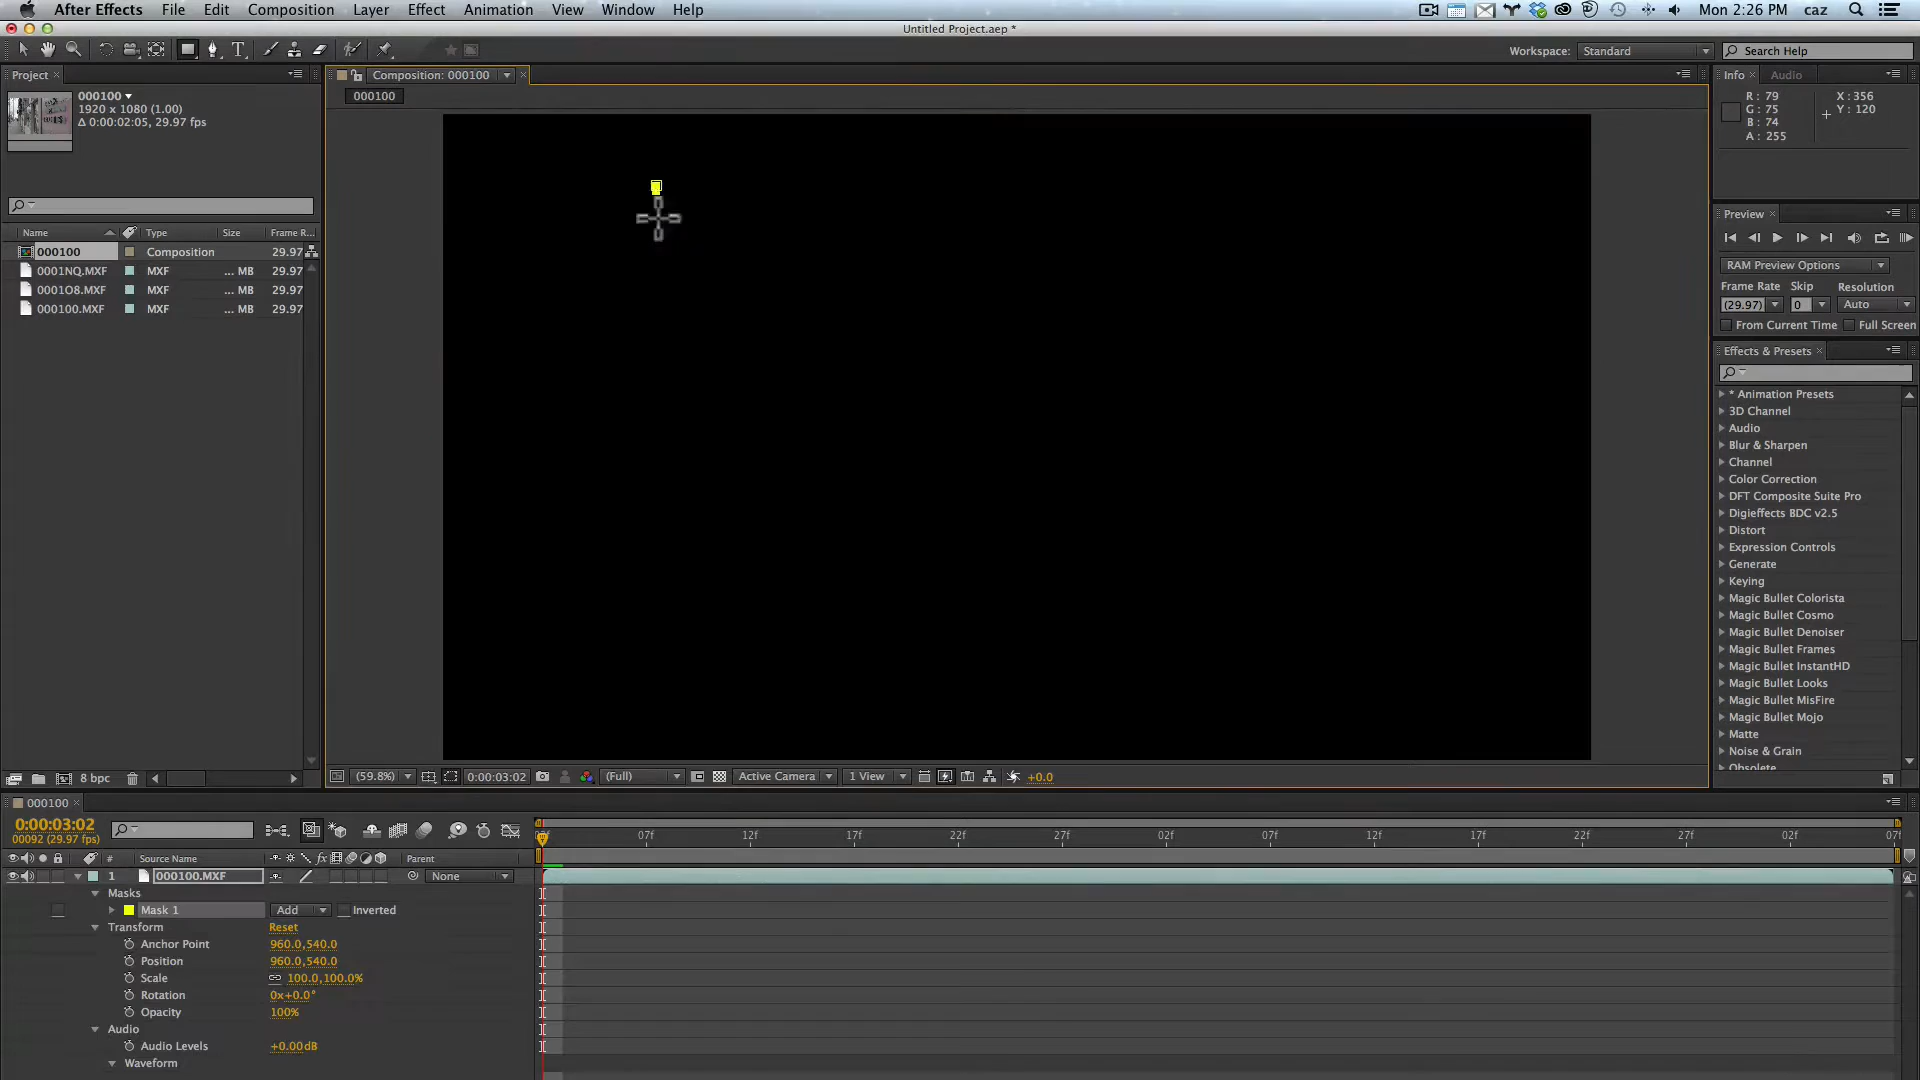 After Effects File Edit Composition Layer Effect Animation View Window Help Mon 2:26 PM caz
Untitled Project.aep *
Workspace: Standard Search Help
Project
000100
1920 x 1080 (1.00)
Δ 0:00:02:05, 29.97 fps
Name Type Size Frame R...
000100 Composition 29.97
0001NQ.MXF MXF ... MB 29.97
0001O8.MXF MXF ... MB 29.97
000100.MXF MXF ... MB 29.97
8 bpc
Composition: 000100
000100
(59.8%) 0:00:03:02 (Full) Active Camera 1 View +0.0
Info Audio
R: 79 X: 356
G: 75 Y: 120
B: 74
A: 255
Preview
RAM Preview Options
Frame Rate Skip Resolution
(29.97) 0 Auto
From Current Time Full Screen
Effects & Presets
* Animation Presets
3D Channel
Audio
Blur & Sharpen
Channel
Color Correction
DFT Composite Suite Pro
Digieffects BDC v2.5
Distort
Expression Controls
Generate
Keying
Magic Bullet Colorista
Magic Bullet Cosmo
Magic Bullet Denoiser
Magic Bullet Frames
Magic Bullet InstantHD
Magic Bullet Looks
Magic Bullet MisFire
Magic Bullet Mojo
Matte
Noise & Grain
Obsolete
000100
0:00:03:02
00092 (29.97 fps)
07f 12f 17f 22f 27f 02f 07f 12f 17f 22f 27f 02f 07f
# Source Name fx Parent
1 000100.MXF None
Masks
Mask 1 Add Inverted
Transform Reset
Anchor Point 960.0,540.0
Position 960.0,540.0
Scale 100.0,100.0%
Rotation 0x+0.0°
Opacity 100%
Audio
Audio Levels +0.00dB
Waveform